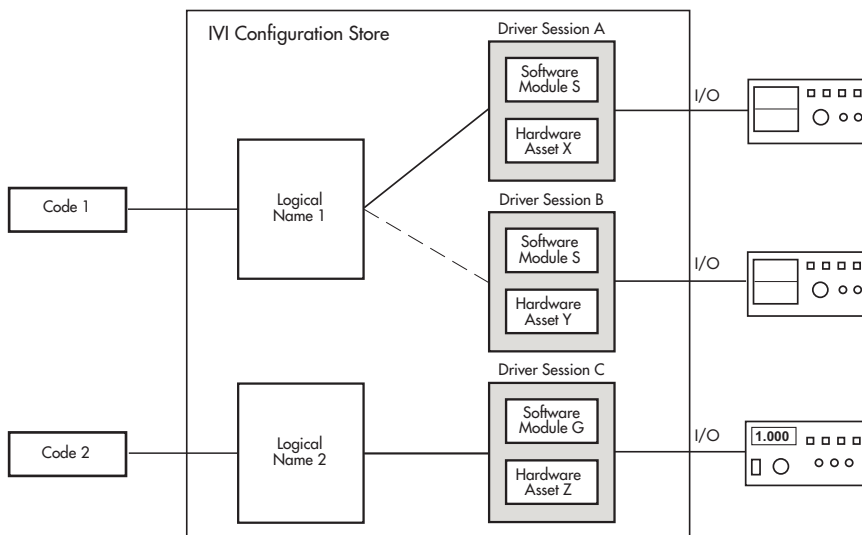 IVI Configuration Store
Driver Session A
Software
Module S
Hardware
Asset X
I/O
Code 1
Logical
Name 1
Driver Session B
Software
Module S
Hardware
Asset Y
I/O
Driver Session C
Software
Module G
Hardware
Asset Z
I/O
1.000
Code 2
Logical
Name 2